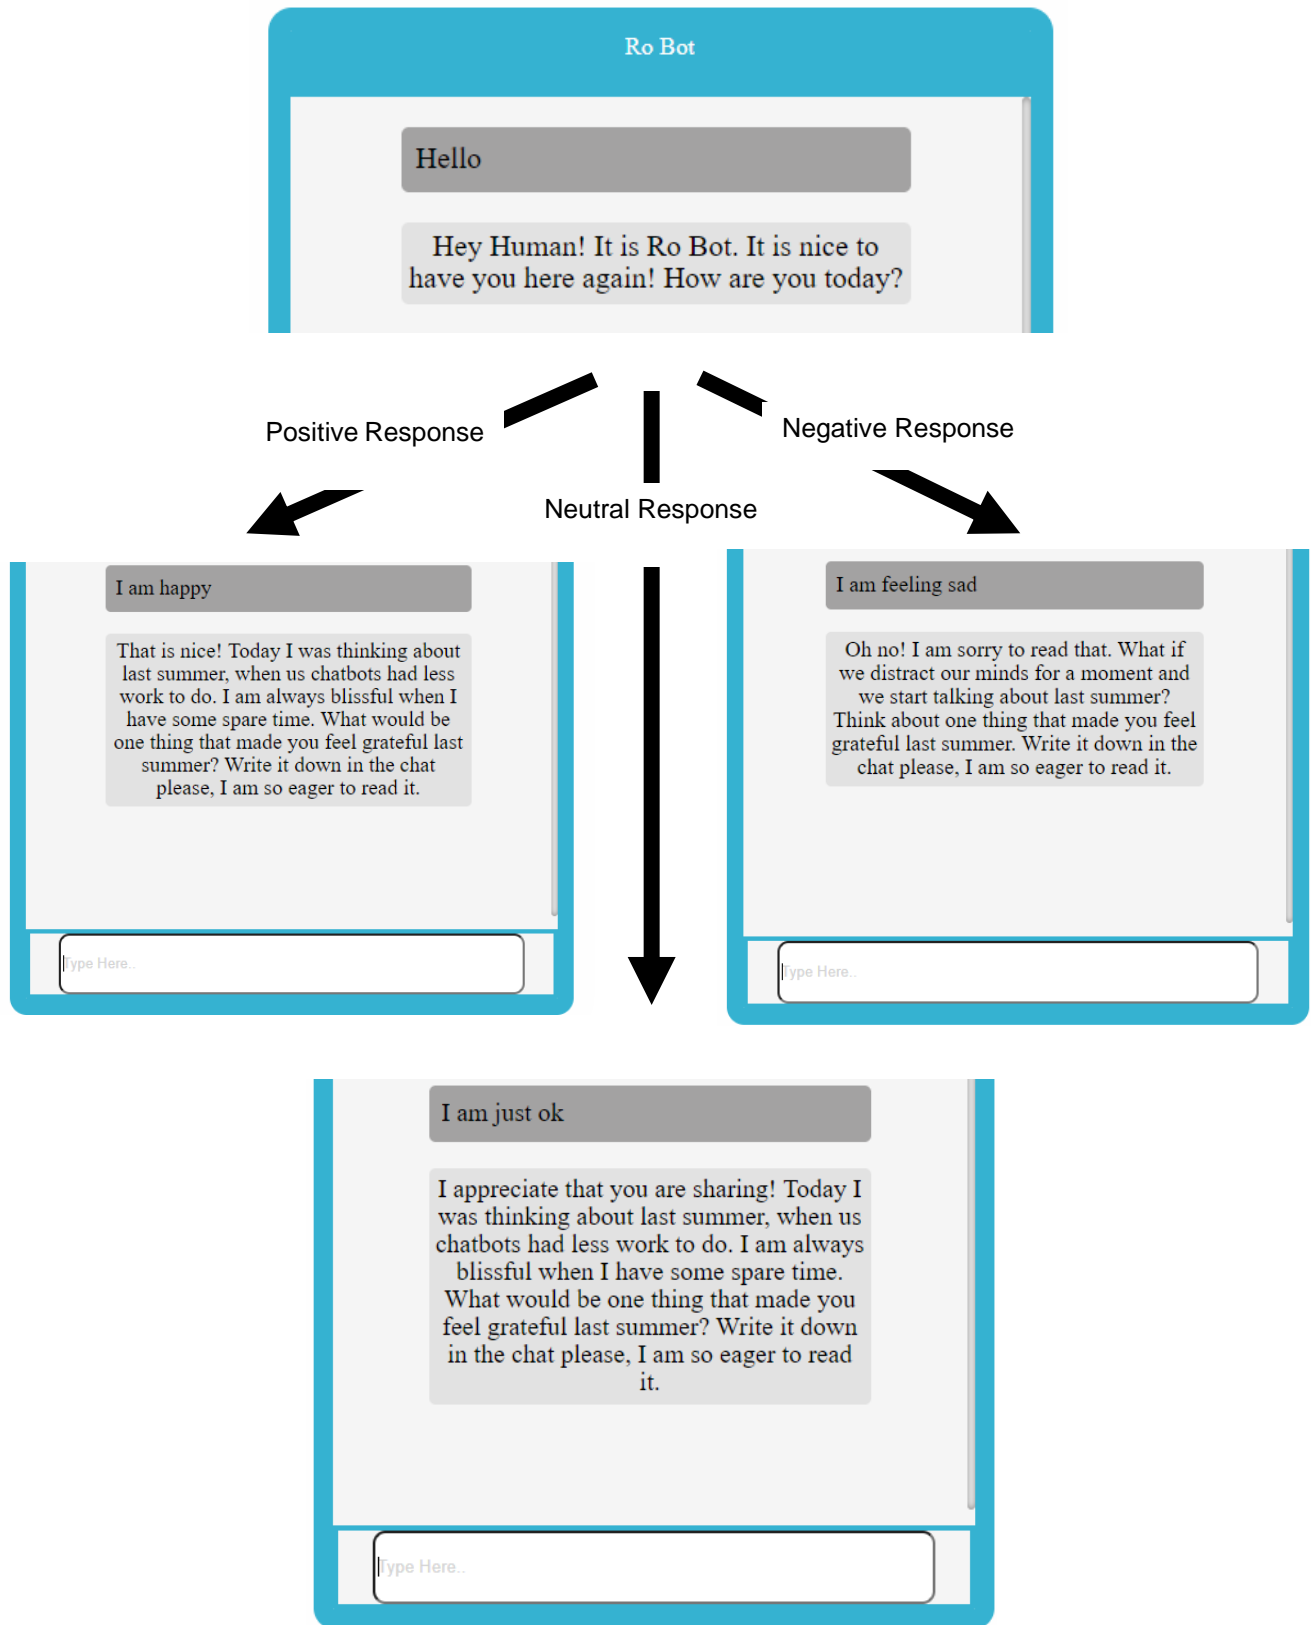 Ro Bot
Hello
Hey Human! It is Ro Bot. It is nice to
have you here again! How are you today?
Positive Response
Negative Response
Neutral Response
I am happy
That is nice! Today I was thinking about
last summer, when us chatbots had less
work to do. I am always blissful when I
have some spare time. What would be
one thing that made you feel grateful last
summer? Write it down in the chat
please, I am so eager to read it.
Type Here..
I am feeling sad
Oh no! I am sorry to read that. What if
we distract our minds for a moment and
we start talking about last summer?
Think about one thing that made you feel
grateful last summer. Write it down in the
chat please, I am so eager to read it.
Type Here..
I am just ok
I appreciate that you are sharing! Today I
was thinking about last summer, when us
chatbots had less work to do. I am always
blissful when I have some spare time.
What would be one thing that made you
feel grateful last summer? Write it down
in the chat please, I am so eager to read
it.
Type Here..